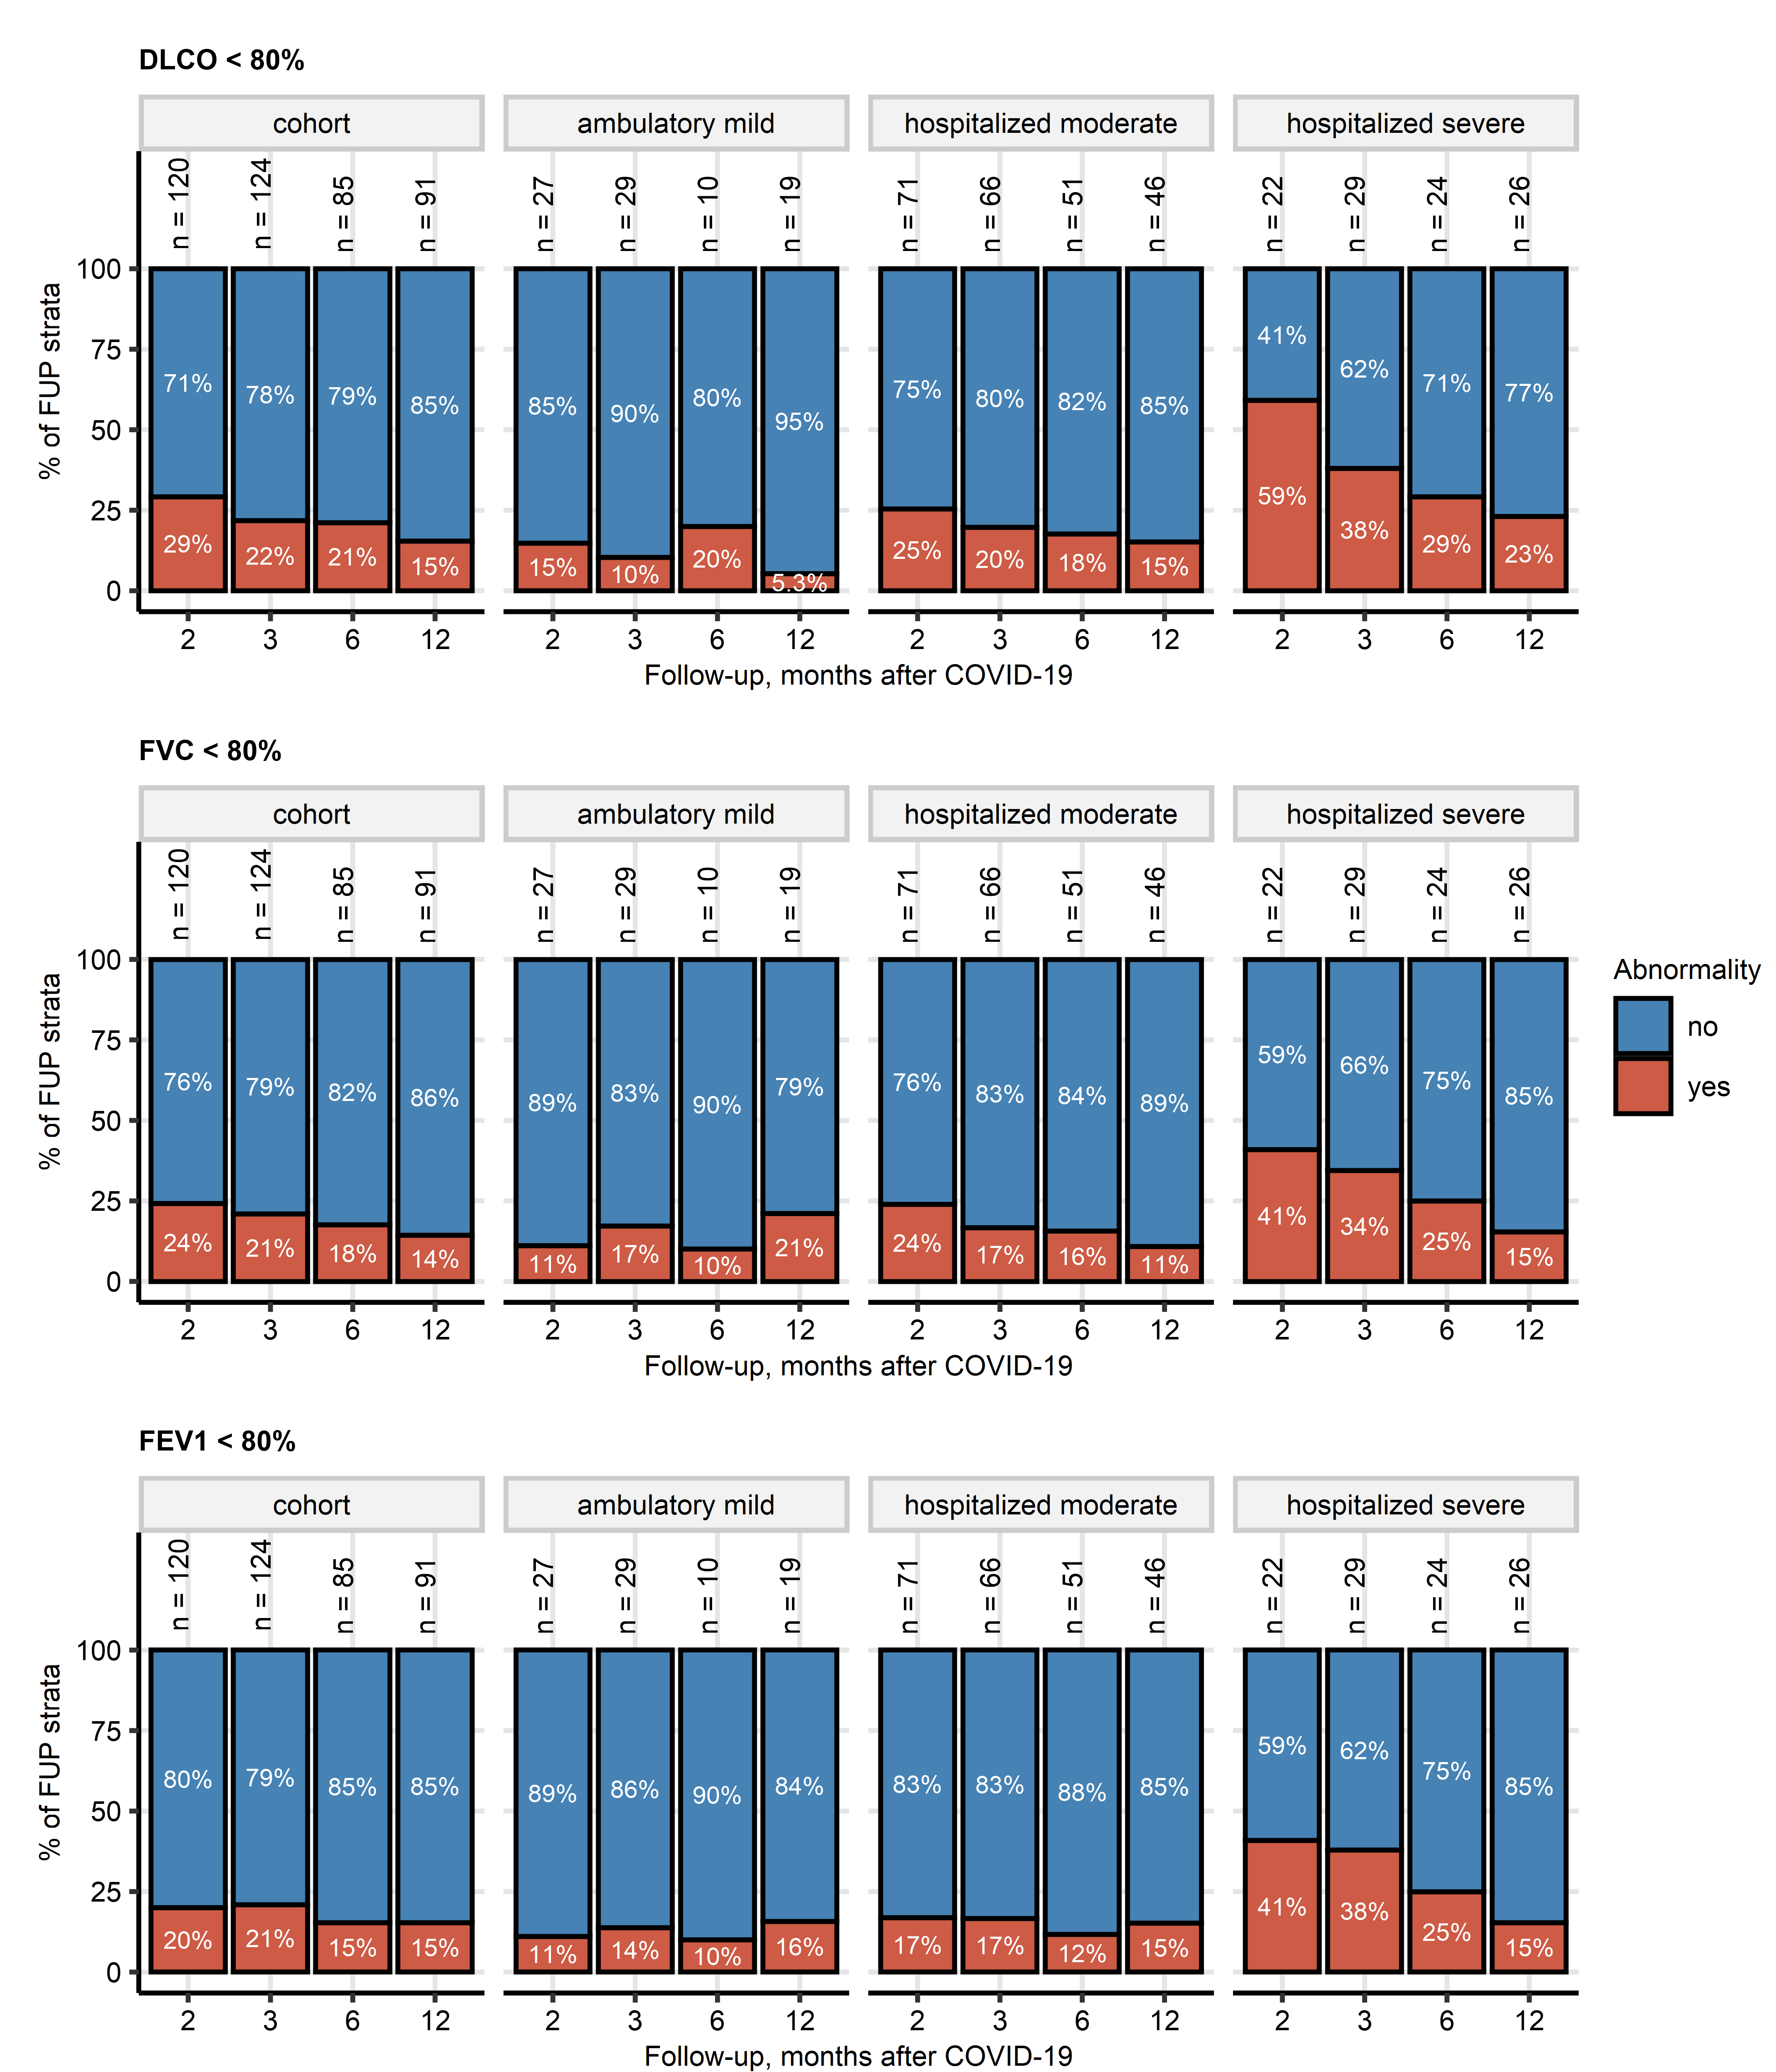 DLCO < 80%
cohort ambulatory mild hospitalized moderate hospitalized severe
n = 120 n = 124 n = 85 n = 91 n = 27 n = 29 n = 10 n = 19 n = 71 n = 66 n = 51 n = 46 n = 22 n = 29 n = 24 n = 26
% of FUP strata
100
75
50
25
0
71% 78% 79% 85% 85% 90% 80% 95% 75% 80% 82% 85% 41% 62% 71% 77%
29% 22% 21% 15% 15% 10% 20% 5.3% 25% 20% 18% 15% 59% 38% 29% 23%
2 3 6 12 2 3 6 12 2 3 6 12 2 3 6 12
Follow-up, months after COVID-19
FVC < 80%
cohort ambulatory mild hospitalized moderate hospitalized severe
n = 120 n = 124 n = 85 n = 91 n = 27 n = 29 n = 10 n = 19 n = 71 n = 66 n = 51 n = 46 n = 22 n = 29 n = 24 n = 26
% of FUP strata
100
75
50
25
0
76% 79% 82% 86% 89% 83% 90% 79% 76% 83% 84% 89% 59% 66% 75% 85%
24% 21% 18% 14% 11% 17% 10% 21% 24% 17% 16% 11% 41% 34% 25% 15%
2 3 6 12 2 3 6 12 2 3 6 12 2 3 6 12
Follow-up, months after COVID-19
Abnormality
no
yes
FEV1 < 80%
cohort ambulatory mild hospitalized moderate hospitalized severe
n = 120 n = 124 n = 85 n = 91 n = 27 n = 29 n = 10 n = 19 n = 71 n = 66 n = 51 n = 46 n = 22 n = 29 n = 24 n = 26
% of FUP strata
100
75
50
25
0
80% 79% 85% 85% 89% 86% 90% 84% 83% 83% 88% 85% 59% 62% 75% 85%
20% 21% 15% 15% 11% 14% 10% 16% 17% 17% 12% 15% 41% 38% 25% 15%
2 3 6 12 2 3 6 12 2 3 6 12 2 3 6 12
Follow-up, months after COVID-19